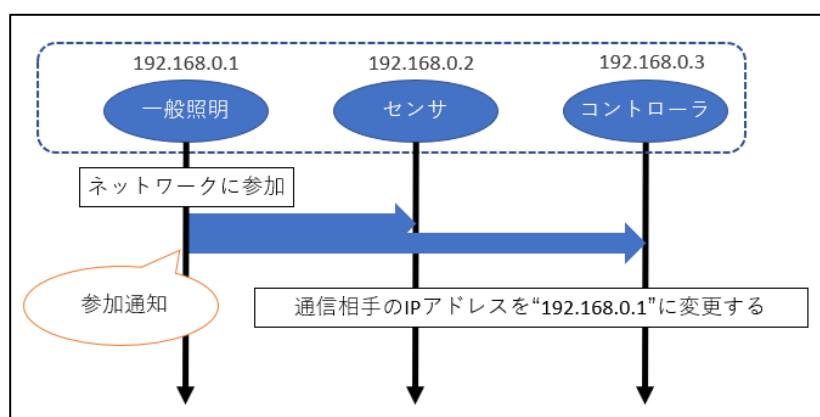 192.168.0.1 192.168.0.2 192.168.0.3
一般照明 センサ コントローラ
ネットワークに参加
参加通知
通信相手のIPアドレスを“192.168.0.1”に変更する